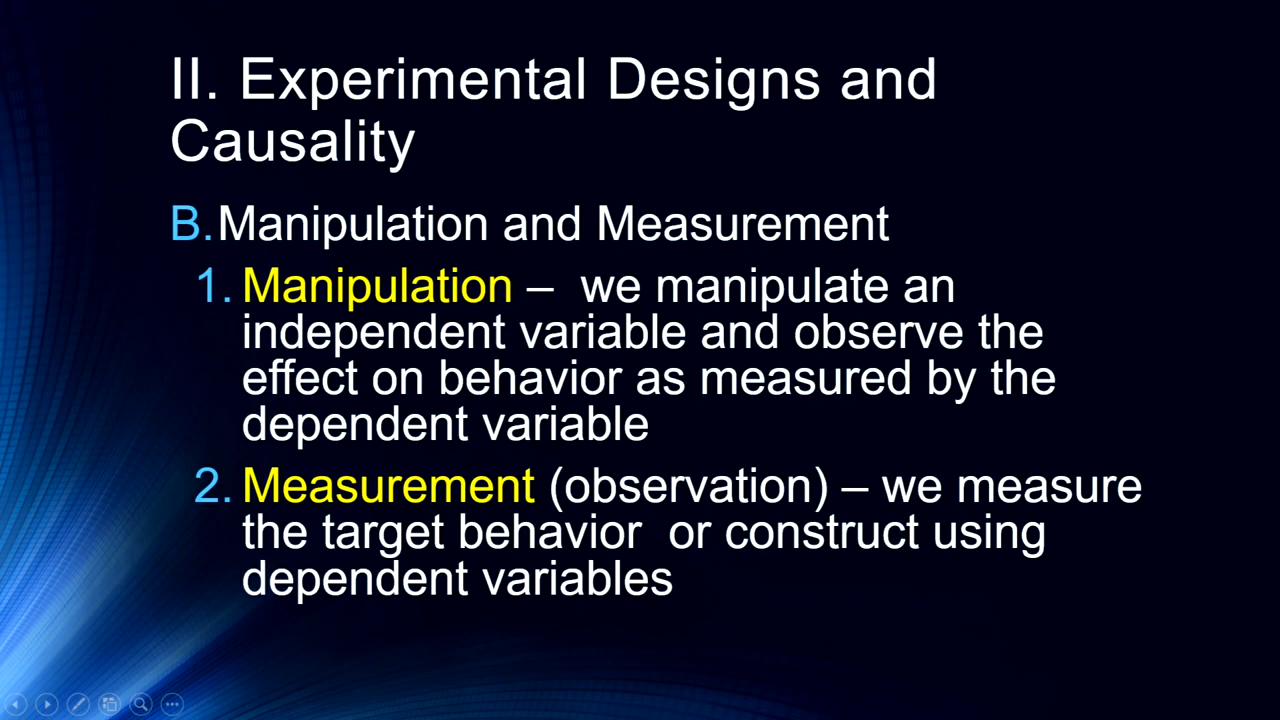 II. Experimental Designs and
Causality
B. Manipulation and Measurement
1. Manipulation – we manipulate an
independent variable and observe the
effect on behavior as measured by the
dependent variable
2. Measurement (observation) – we measure
the target behavior or construct using
dependent variables